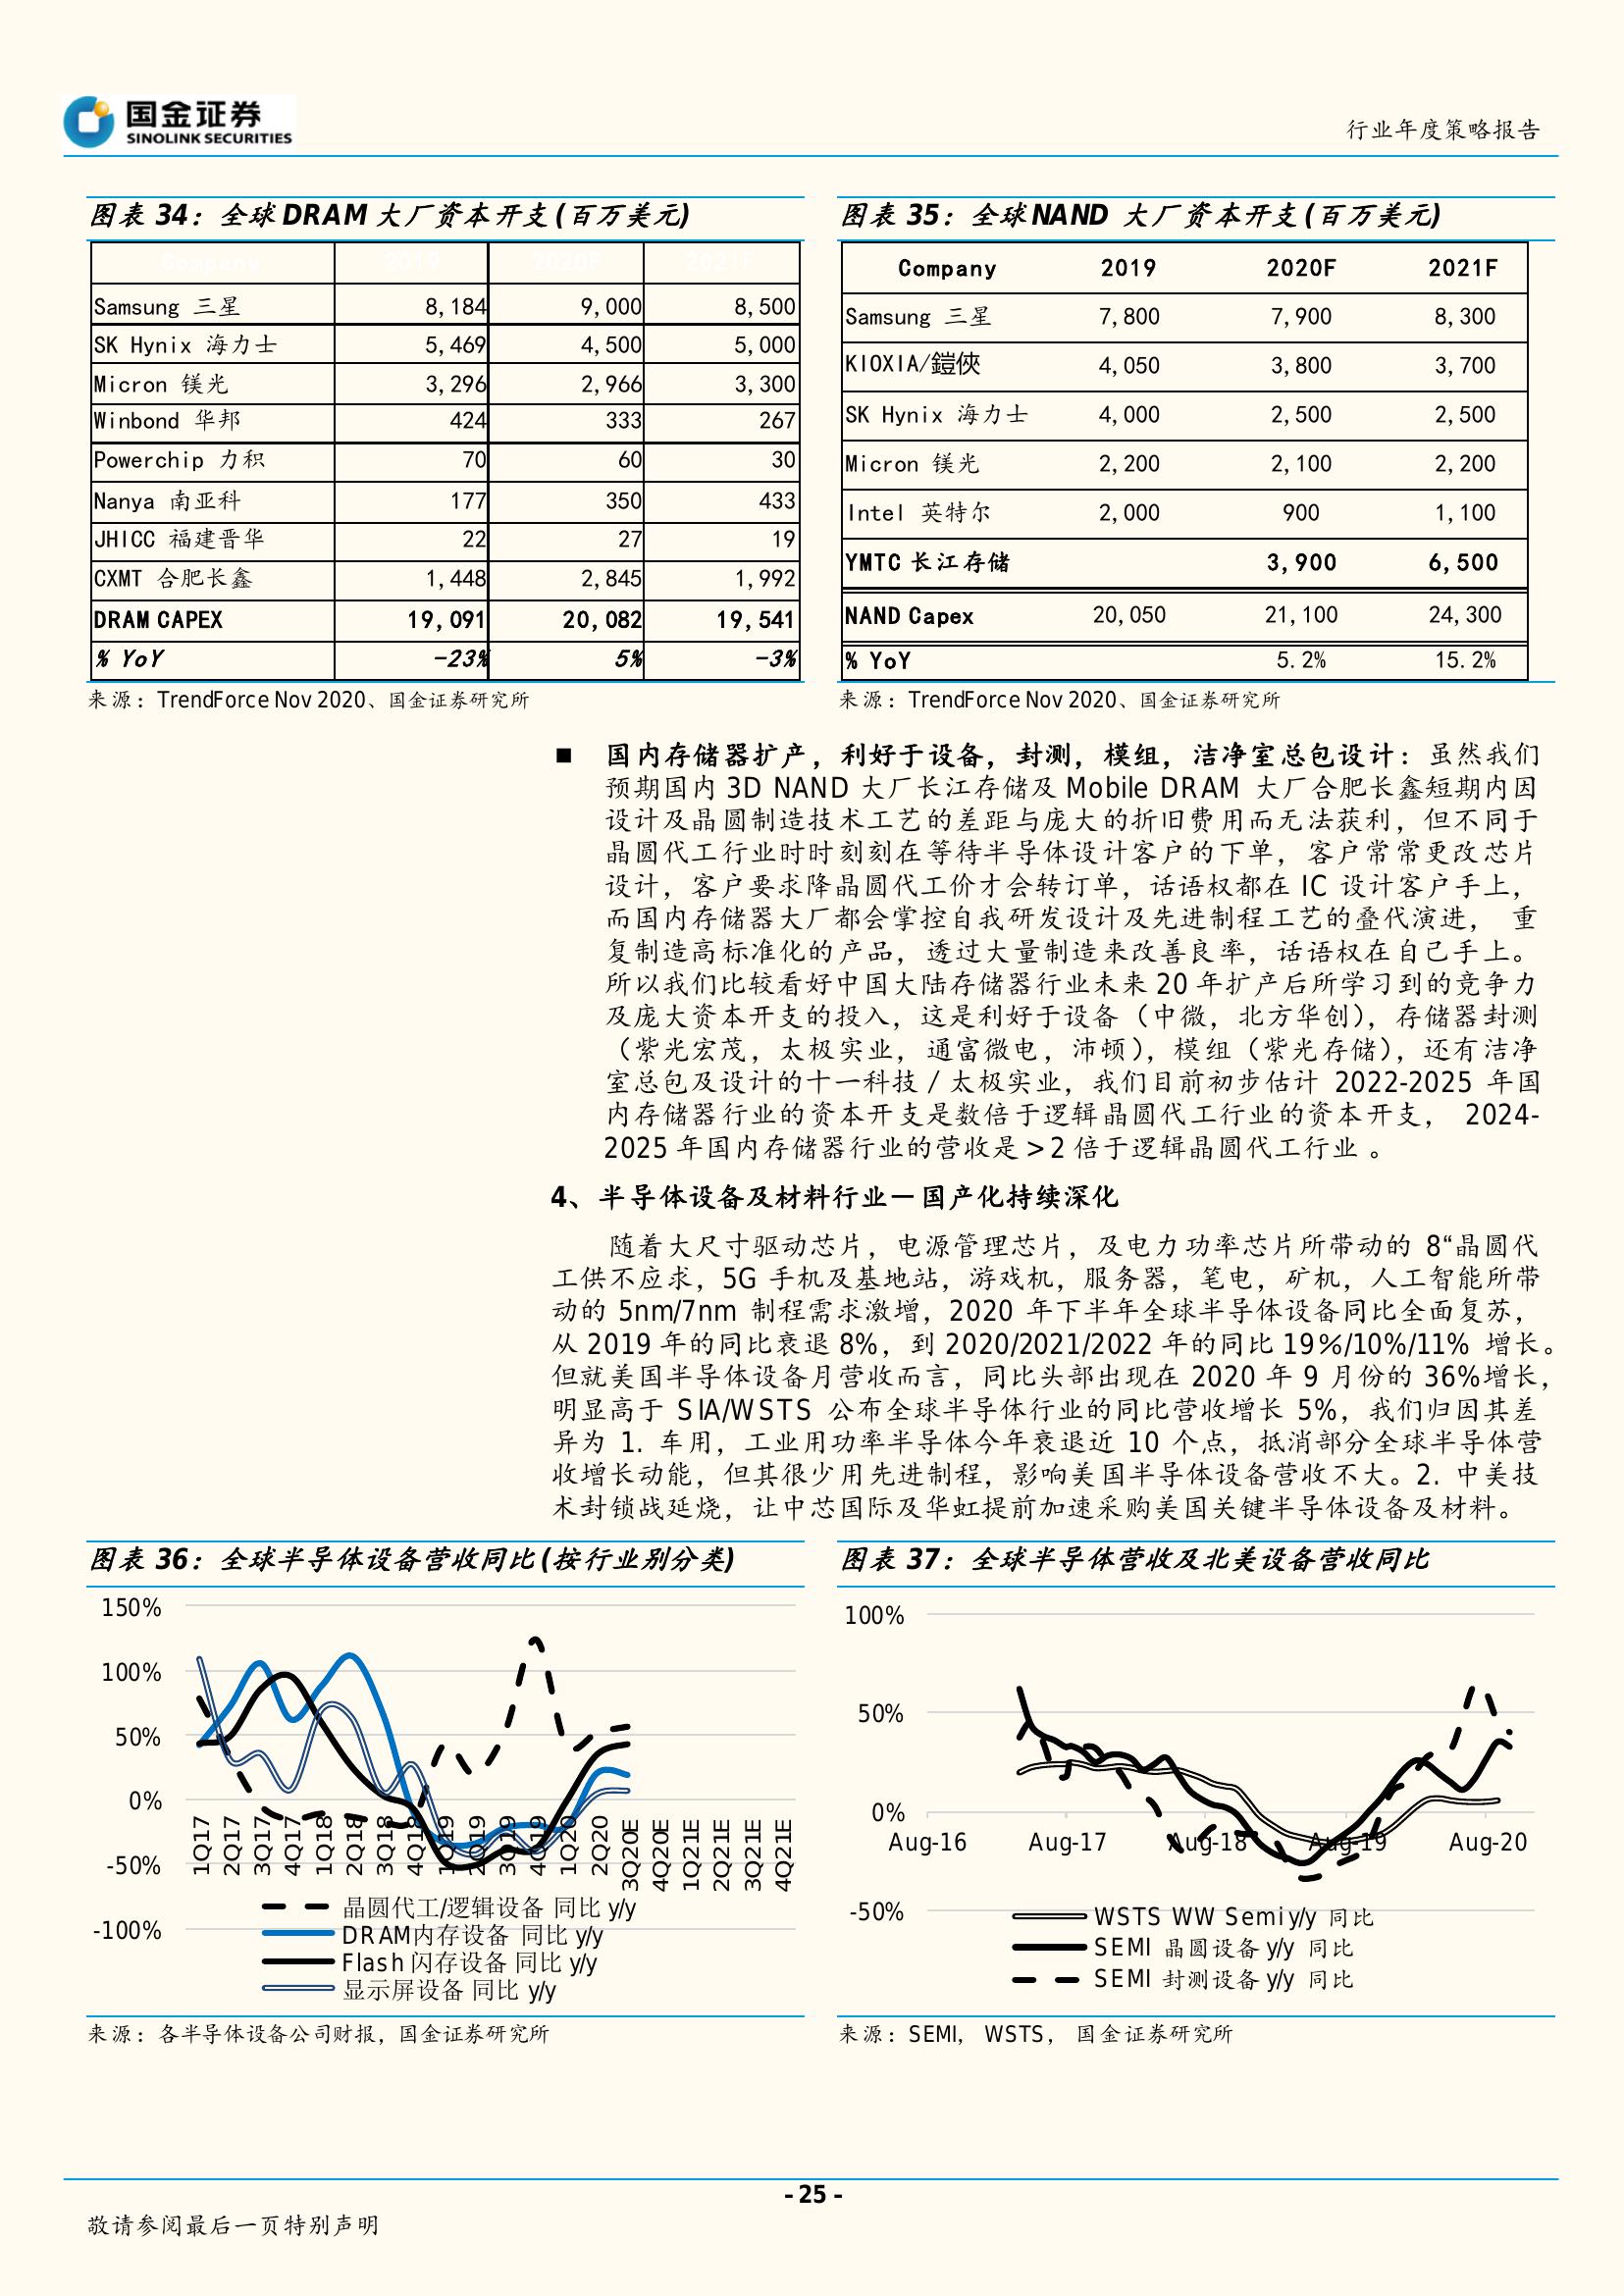 国金证券
SINOLINK SECURITIES
行业年度策略报告
图表 34：全球 DRAM 大厂资本开支(百万美元)
Company 2019 2020F 2021F
Samsung 三星 8,184 9,000 8,500
SK Hynix 海力士 5,469 4,500 5,000
Micron 镁光 3,296 2,966 3,300
Winbond 华邦 424 333 267
Powerchip 力积 70 60 30
Nanya 南亚科 177 350 433
JHICC 福建晋华 22 27 19
CXMT 合肥长鑫 1,448 2,845 1,992
DRAM CAPEX 19,091 20,082 19,541
% YoY -23% 5% -3%
来源：TrendForce Nov 2020、国金证券研究所
图表 35：全球 NAND 大厂资本开支(百万美元)
Company 2019 2020F 2021F
Samsung 三星 7,800 7,900 8,300
KIOXIA/鎧俠 4,050 3,800 3,700
SK Hynix 海力士 4,000 2,500 2,500
Micron 镁光 2,200 2,100 2,200
Intel 英特尔 2,000 900 1,100
YMTC 长江存储 3,900 6,500
NAND Capex 20,050 21,100 24,300
% YoY 5.2% 15.2%
来源：TrendForce Nov 2020、国金证券研究所
■ 国内存储器扩产，利好于设备，封测，模组，洁净室总包设计：虽然我们
预期国内 3D NAND 大厂长江存储及 Mobile DRAM 大厂合肥长鑫短期内因
设计及晶圆制造技术工艺的差距与庞大的折旧费用而无法获利，但不同于
晶圆代工行业时时刻刻在等待半导体设计客户的下单，客户常常更改芯片
设计，客户要求降晶圆代工价才会转订单，话语权都在 IC 设计客户手上，
而国内存储器大厂都会掌控自我研发设计及先进制程工艺的叠代演进， 重
复制造高标准化的产品，透过大量制造来改善良率，话语权在自己手上。
所以我们比较看好中国大陆存储器行业未来 20 年扩产后所学习到的竞争力
及庞大资本开支的投入，这是利好于设备（中微，北方华创），存储器封测
（紫光宏茂，太极实业，通富微电，沛顿），模组（紫光存储），还有洁净
室总包及设计的十一科技 / 太极实业，我们目前初步估计 2022-2025 年国
内存储器行业的资本开支是数倍于逻辑晶圆代工行业的资本开支， 2024-
2025 年国内存储器行业的营收是 >2 倍于逻辑晶圆代工行业 。
4、半导体设备及材料行业－国产化持续深化
随着大尺寸驱动芯片，电源管理芯片，及电力功率芯片所带动的 8“晶圆代
工供不应求，5G 手机及基地站，游戏机，服务器，笔电，矿机，人工智能所带
动的 5nm/7nm 制程需求激增，2020 年下半年全球半导体设备同比全面复苏，
从 2019 年的同比衰退 8%，到 2020/2021/2022 年的同比 19%/10%/11% 增长。
但就美国半导体设备月营收而言，同比头部出现在 2020 年 9 月份的 36%增长，
明显高于 SIA/WSTS 公布全球半导体行业的同比营收增长 5%，我们归因其差
异为 1. 车用，工业用功率半导体今年衰退近 10 个点，抵消部分全球半导体营
收增长动能，但其很少用先进制程，影响美国半导体设备营收不大。2. 中美技
术封锁战延烧，让中芯国际及华虹提前加速采购美国关键半导体设备及材料。
图表 36：全球半导体设备营收同比(按行业别分类)
150%
100%
50%
0%
-50%
-100%
1Q17 2Q17 3Q17 4Q17 1Q18 2Q18 3Q18 4Q18 1Q19 2Q19 3Q19 4Q19 1Q20 2Q20 3Q20E 4Q20E 1Q21E 2Q21E 3Q21E 4Q21E
晶圆代工/逻辑设备 同比 y/y
DRAM内存设备 同比 y/y
Flash 闪存设备 同比 y/y
显示屏设备 同比 y/y
来源：各半导体设备公司财报，国金证券研究所
图表 37：全球半导体营收及北美设备营收同比
100%
50%
0%
-50%
Aug-16 Aug-17 Aug-18 Aug-19 Aug-20
WSTS WW Semi y/y 同比
SEMI 晶圆设备 y/y 同比
SEMI 封测设备 y/y 同比
来源：SEMI， WSTS， 国金证券研究所
- 25 -
敬请参阅最后一页特别声明